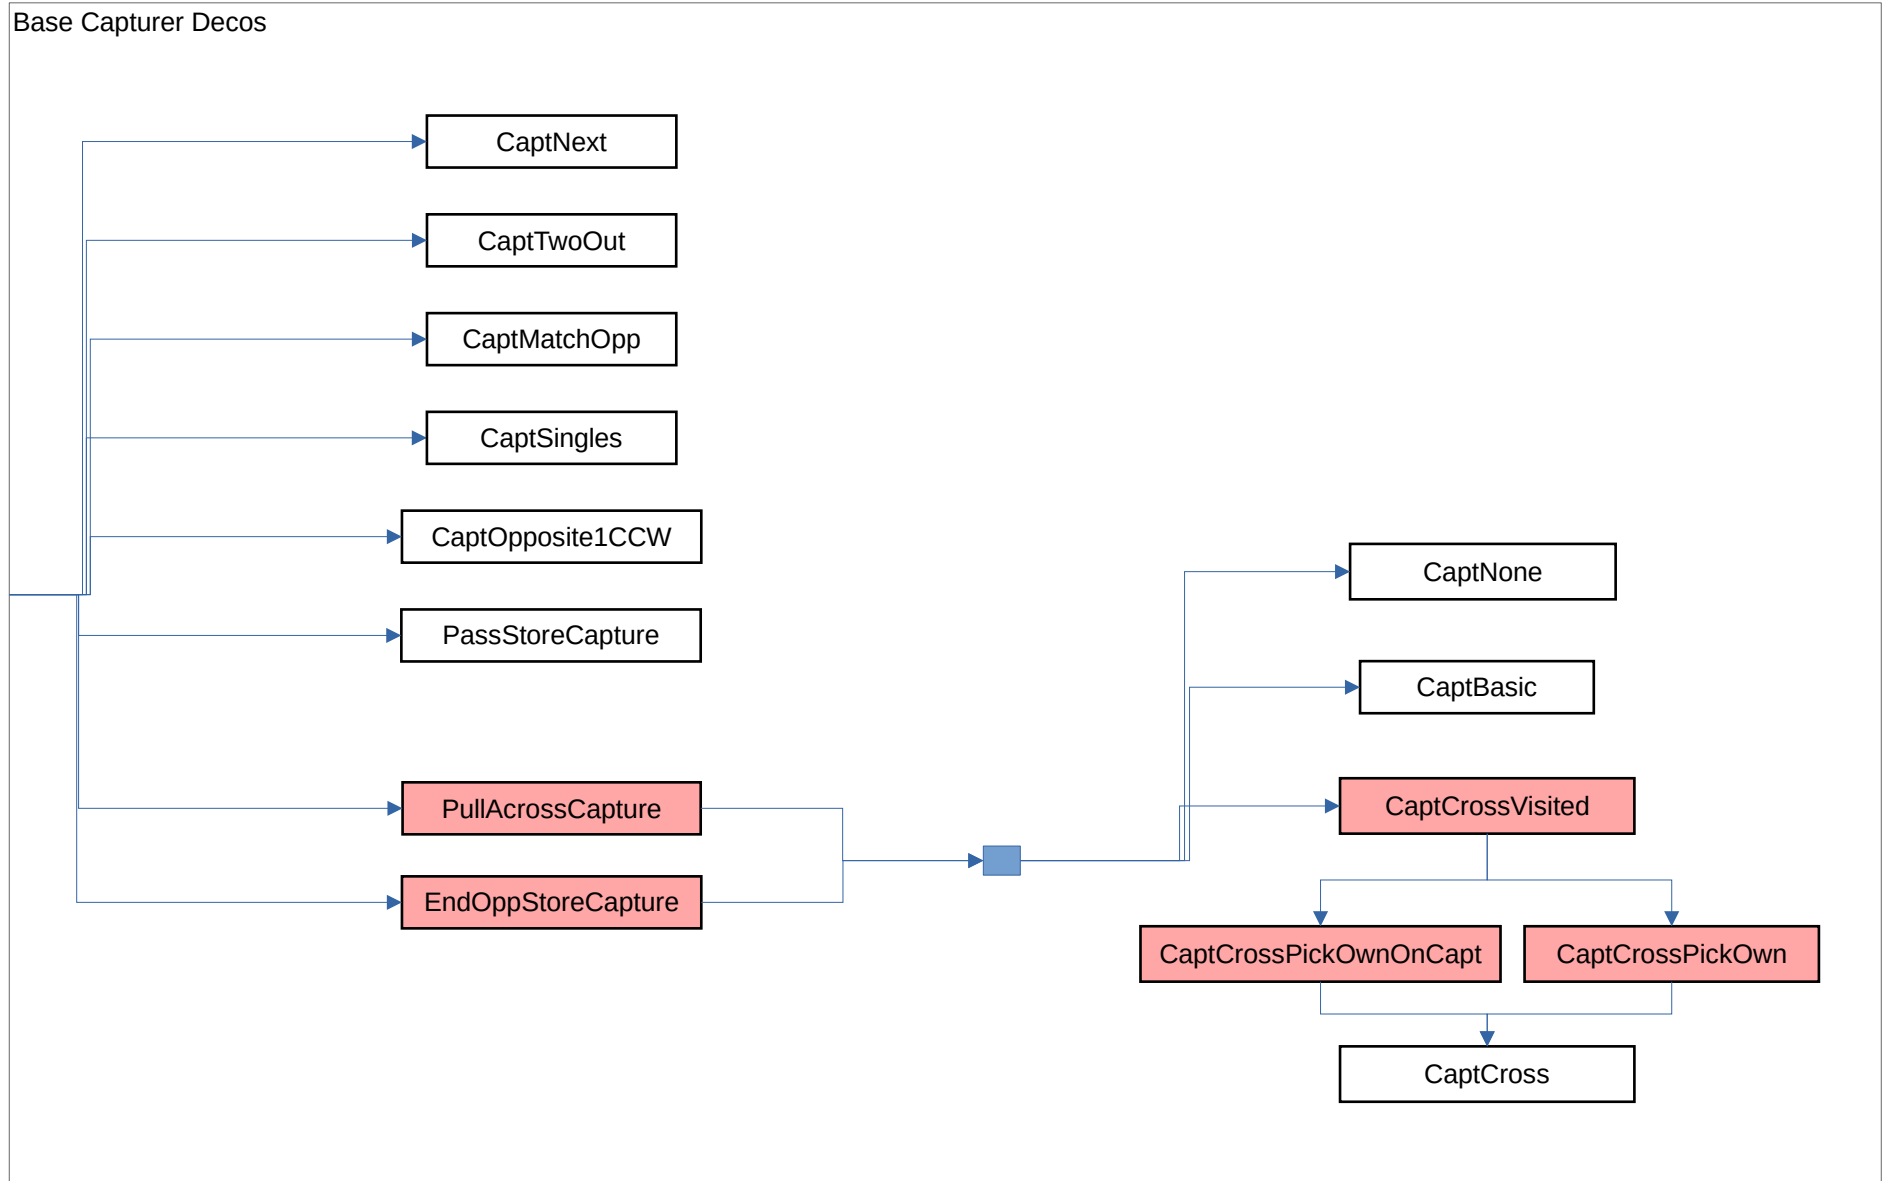 Base Capturer Decos
CaptNext
CaptTwoOut
CaptMatchOpp
CaptSingles
CaptOpposite1CCW
PassStoreCapture
PullAcrossCapture
EndOppStoreCapture
CaptNone
CaptBasic
CaptCrossVisited
CaptCrossPickOwnOnCapt
CaptCrossPickOwn
CaptCross